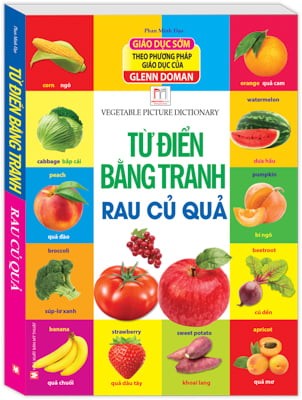 Phan Minh Đạo
GIÁO DỤC SỚM
THEO PHƯƠNG PHÁP
GIÁO DỤC CỦA
GLENN DOMAN
VEGETABLE PICTURE DICTIONARY
TỪ ĐIỂN
BẰNG TRANH
RAU CỦ QUẢ
corn ngô
orange quả cam
cabbage bắp cải
watermelon
dưa hấu
peach
quả đào
pumpkin
bí ngô
broccoli
súp-lơ xanh
beetroot
củ dền
banana
quả chuối
strawberry
quả dâu tây
sweet potato
khoai lang
apricot
quả mơ
Phan Minh Đạo
TỪ ĐIỂN BẰNG TRANH
RAU CỦ QUẢ